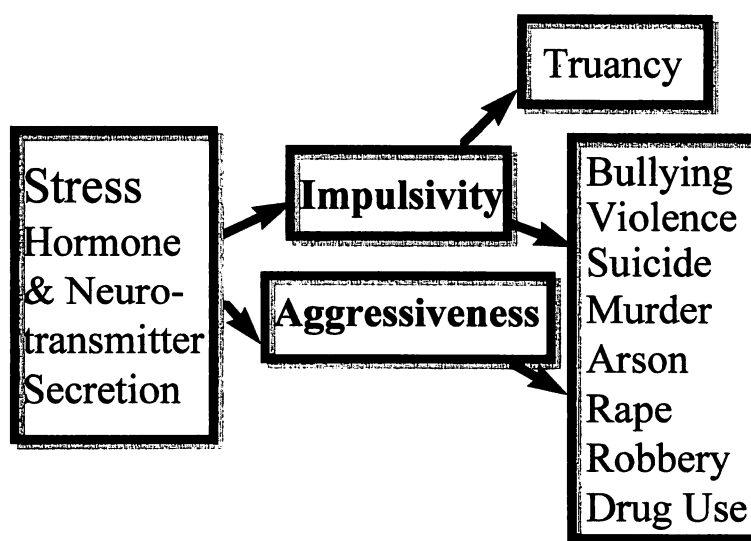 Stress
Hormone
& Neuro-
transmitter
Secretion
Impulsivity
Aggressiveness
Truancy
Bullying
Violence
Suicide
Murder
Arson
Rape
Robbery
Drug Use